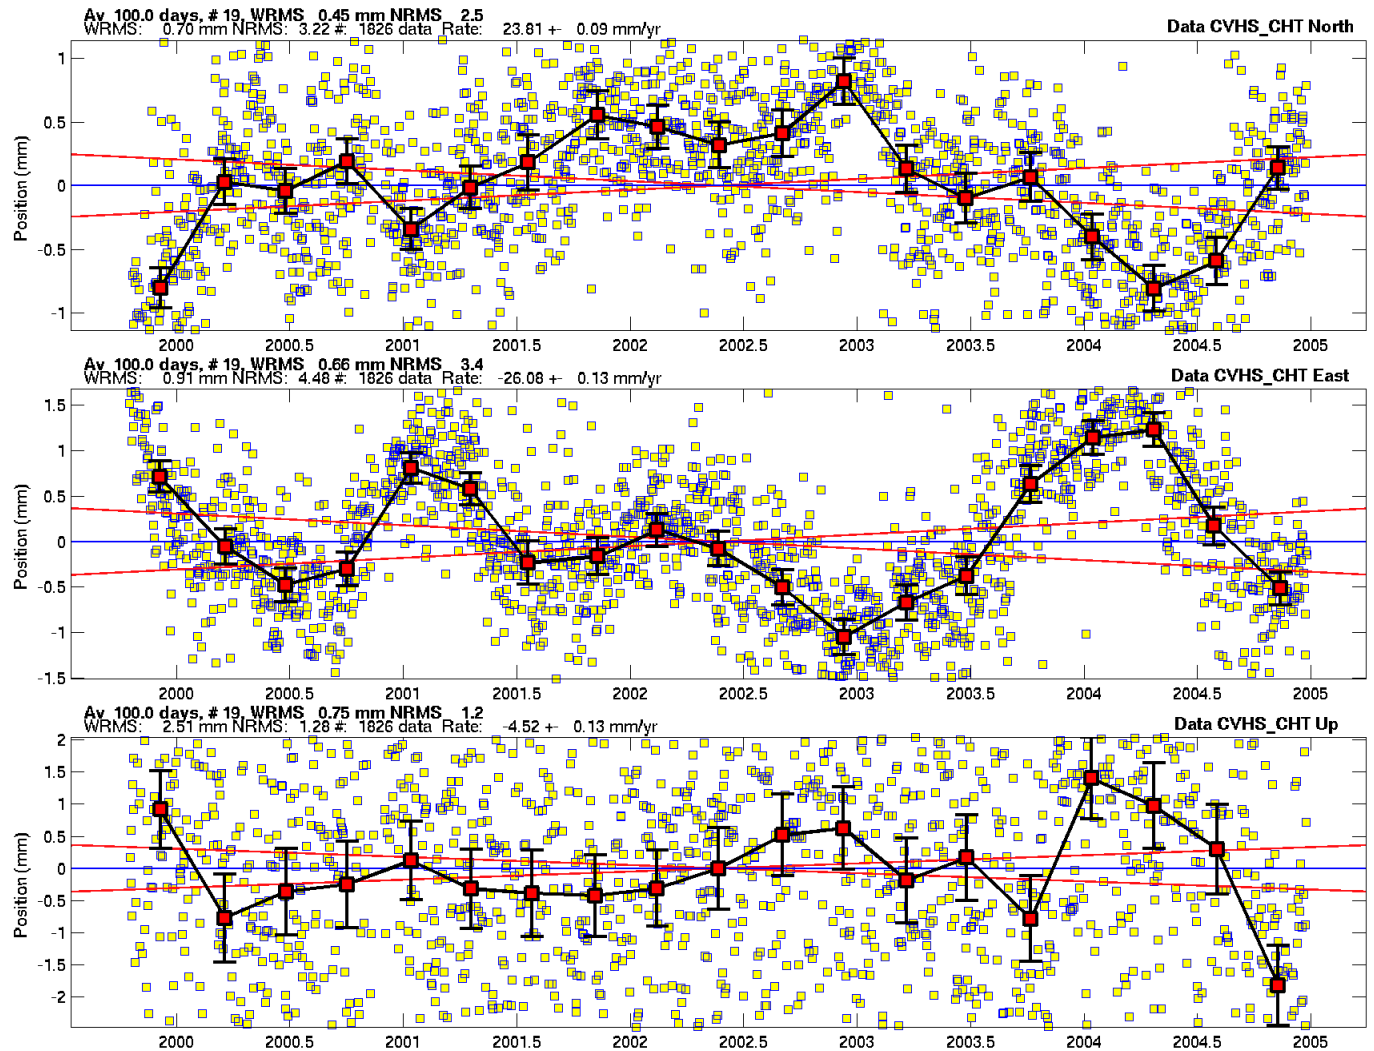 Av 100.0 days, # 19, WRMS 0.45 mm NRMS 2.5
WRMS: 0.70 mm NRMS: 3.22 #: 1826 data Rate: 23.81 +- 0.09 mm/yr
Data CVHS_CHT North
Position (mm)
1
0.5
0
-0.5
-1
2000 2000.5 2001 2001.5 2002 2002.5 2003 2003.5 2004 2004.5 2005
Av 100.0 days, # 19, WRMS 0.66 mm NRMS 3.4
WRMS: 0.91 mm NRMS: 4.48 #: 1826 data Rate: -26.08 +- 0.13 mm/yr
Data CVHS_CHT East
Position (mm)
1.5
1
0.5
0
-0.5
-1
-1.5
2000 2000.5 2001 2001.5 2002 2002.5 2003 2003.5 2004 2004.5 2005
Av 100.0 days, # 19, WRMS 0.75 mm NRMS 1.2
WRMS: 2.51 mm NRMS: 1.28 #: 1826 data Rate: -4.52 +- 0.13 mm/yr
Data CVHS_CHT Up
Position (mm)
2
1.5
1
0.5
0
-0.5
-1
-1.5
-2
2000 2000.5 2001 2001.5 2002 2002.5 2003 2003.5 2004 2004.5 2005